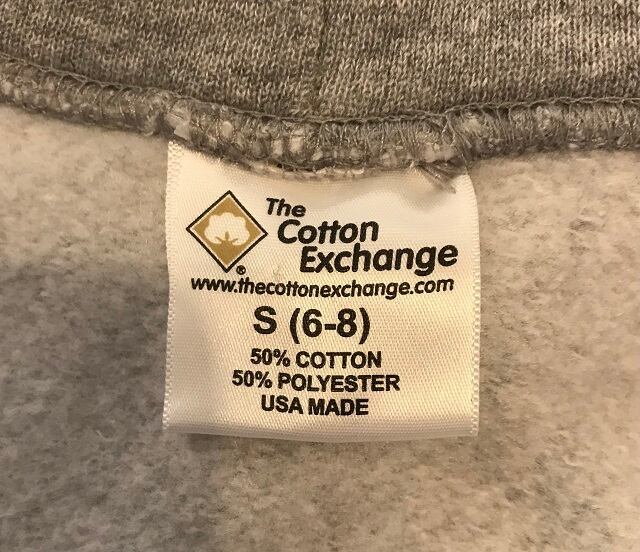 The
Cotton
Exchange
®
www.thecottonexchange.com
S (6-8)
50% COTTON
50% POLYESTER
USA MADE